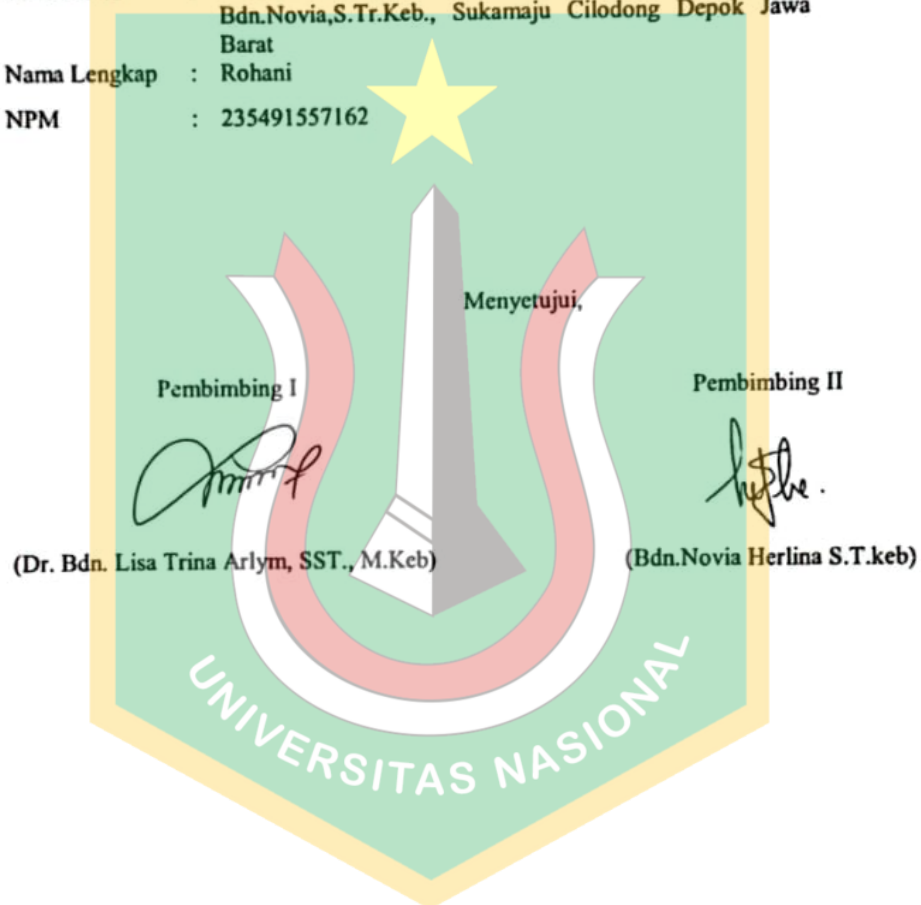 Bdn.Novia,S.Tr.Keb., Sukamaju Cilodong Depok Jawa
Barat
Nama Lengkap : Rohani
NPM : 235491557162
Menyetujui,
Pembimbing I Pembimbing II
(Dr. Bdn. Lisa Trina Arlym, SST., M.Keb) (Bdn.Novia Herlina S.T.keb)
UNIVERSITAS NASIONAL